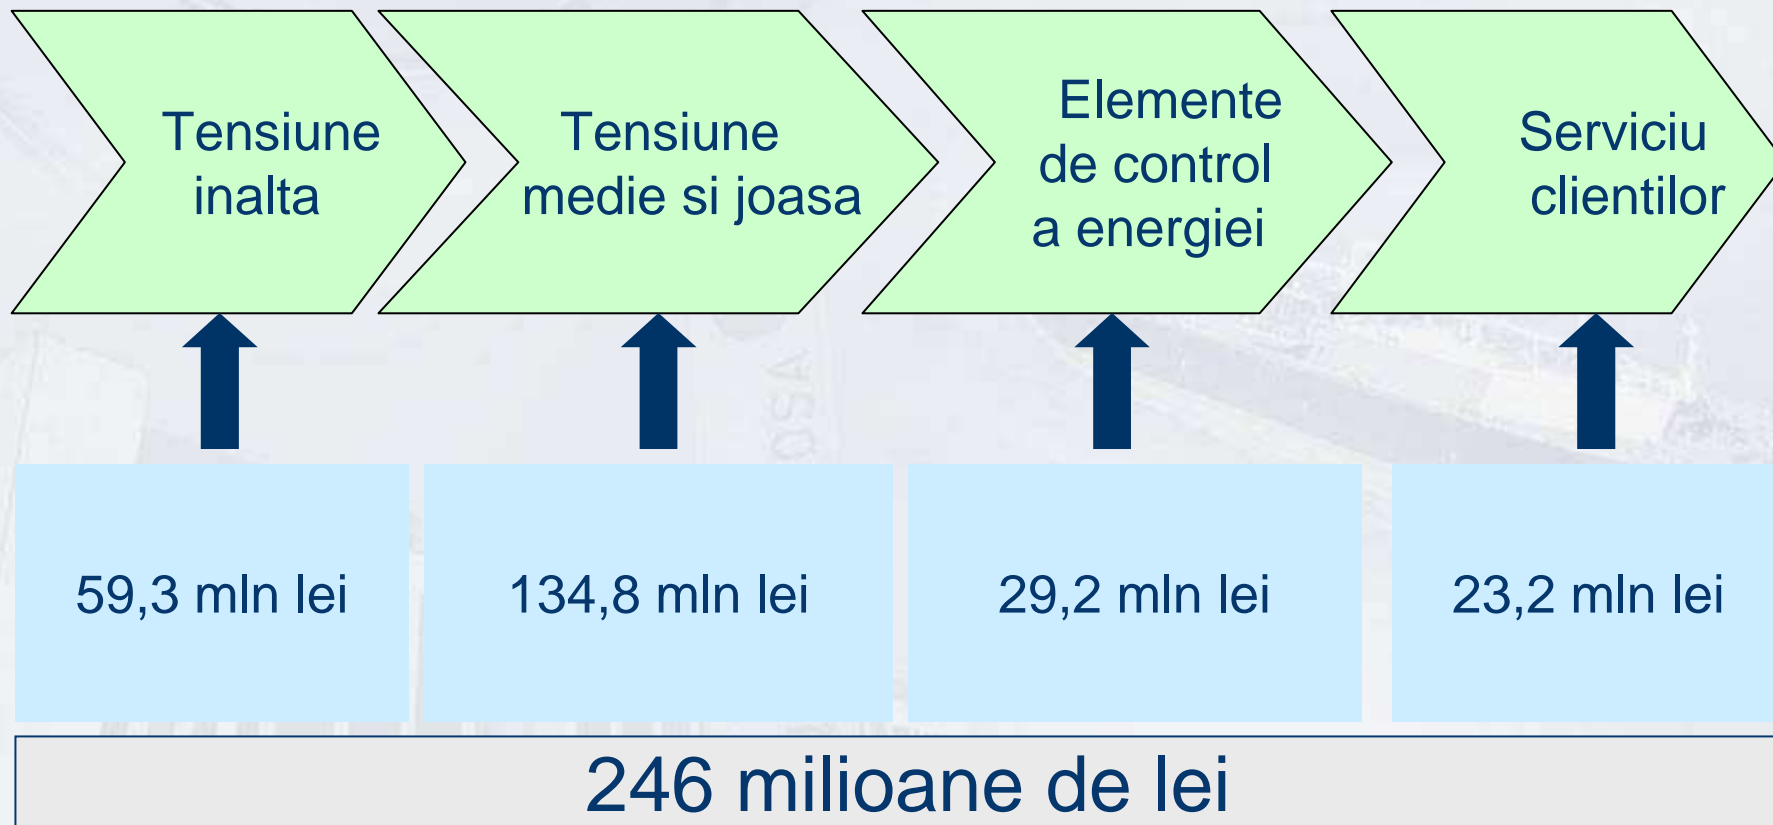 Tensiune
inalta
Tensiune
medie si joasa
Elemente
de control
a energiei
Serviciu
clientilor
59,3 mln lei
134,8 mln lei
29,2 mln lei
23,2 mln lei
246 milioane de lei